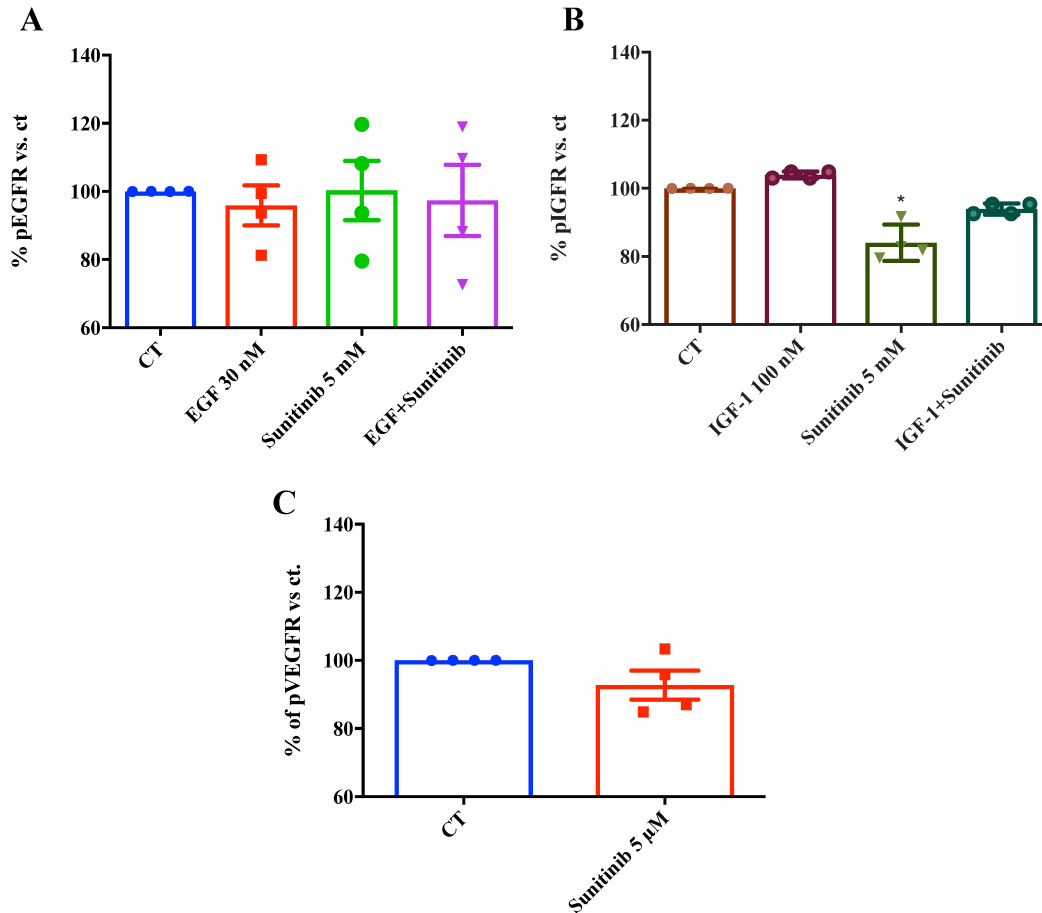 A
% pEGFR vs. ct
140
120
100
80
60
CT
EGF 30 nM
Sunitinib 5 mM
EGF+Sunitinib
B
% pIGFR vs. ct
140
120
100
80
60
*
CT
IGF-1 100 nM
Sunitinib 5 mM
IGF-1+Sunitinib
C
% of pVEGFR vs ct.
140
120
100
80
60
CT
Sunitinib 5 µM